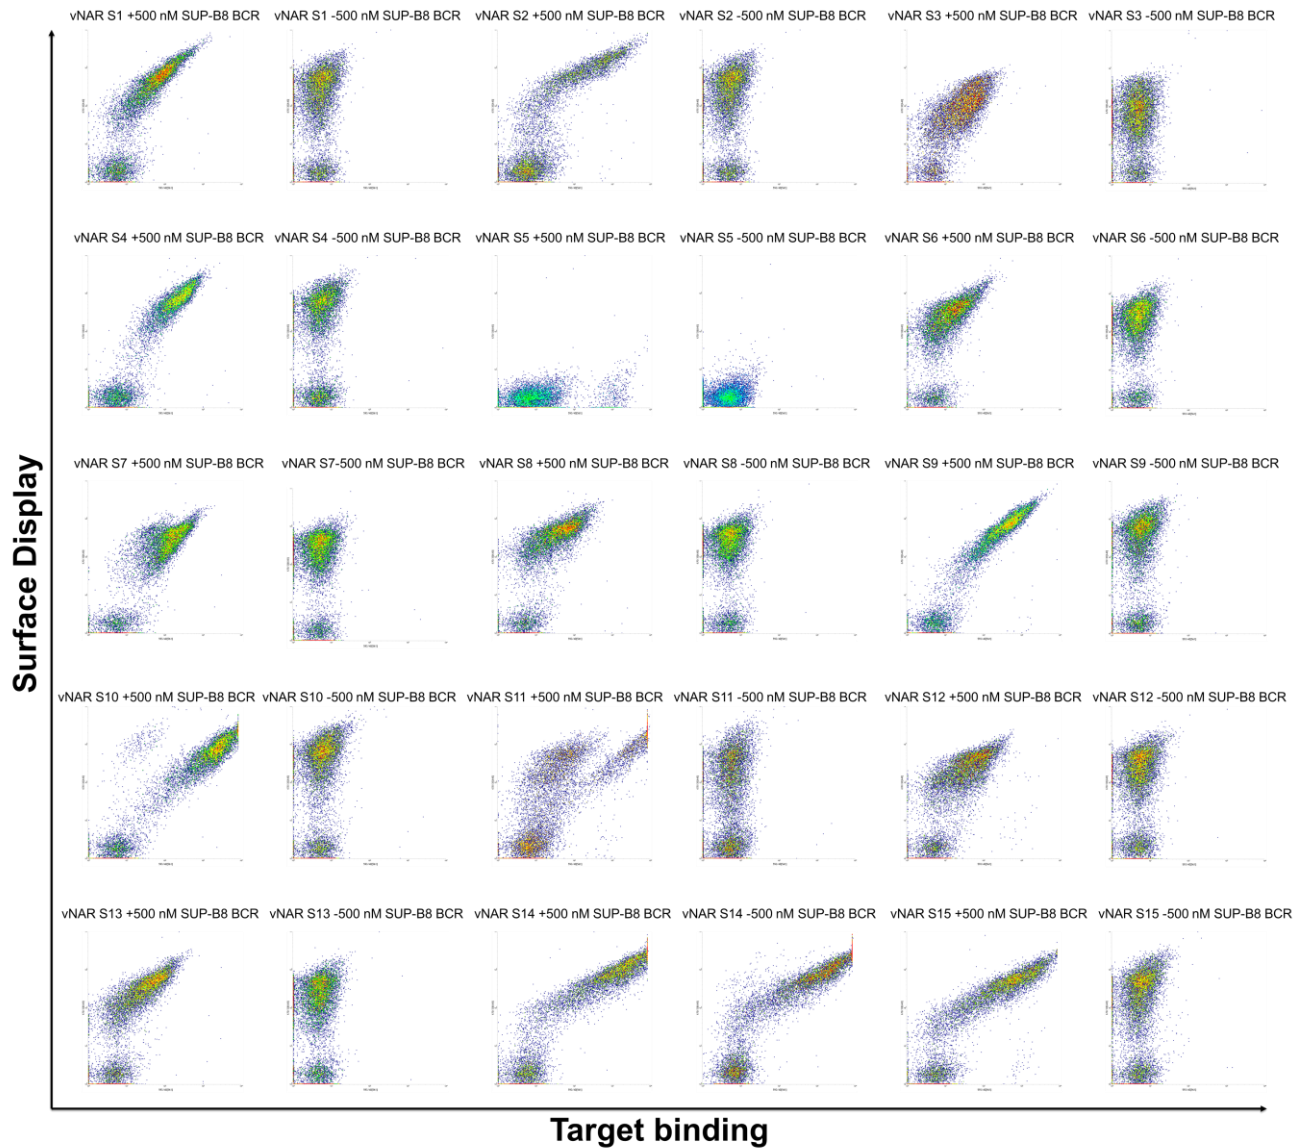 vNAR S1 +500 nM SUP-B8 BCR
vNAR S1 -500 nM SUP-B8 BCR
vNAR S2 +500 nM SUP-B8 BCR
vNAR S2 -500 nM SUP-B8 BCR
vNAR S3 +500 nM SUP-B8 BCR
vNAR S3 -500 nM SUP-B8 BCR
vNAR S4 +500 nM SUP-B8 BCR
vNAR S4 -500 nM SUP-B8 BCR
vNAR S5 +500 nM SUP-B8 BCR
vNAR S5 -500 nM SUP-B8 BCR
vNAR S6 +500 nM SUP-B8 BCR
vNAR S6 -500 nM SUP-B8 BCR
vNAR S7 +500 nM SUP-B8 BCR
vNAR S7-500 nM SUP-B8 BCR
vNAR S8 +500 nM SUP-B8 BCR
vNAR S8 -500 nM SUP-B8 BCR
vNAR S9 +500 nM SUP-B8 BCR
vNAR S9 -500 nM SUP-B8 BCR
vNAR S10 +500 nM SUP-B8 BCR
vNAR S10 -500 nM SUP-B8 BCR
vNAR S11 +500 nM SUP-B8 BCR
vNAR S11 -500 nM SUP-B8 BCR
vNAR S12 +500 nM SUP-B8 BCR
vNAR S12 -500 nM SUP-B8 BCR
vNAR S13 +500 nM SUP-B8 BCR
vNAR S13 -500 nM SUP-B8 BCR
vNAR S14 +500 nM SUP-B8 BCR
vNAR S14 -500 nM SUP-B8 BCR
vNAR S15 +500 nM SUP-B8 BCR
vNAR S15 -500 nM SUP-B8 BCR
Surface Display
Target binding